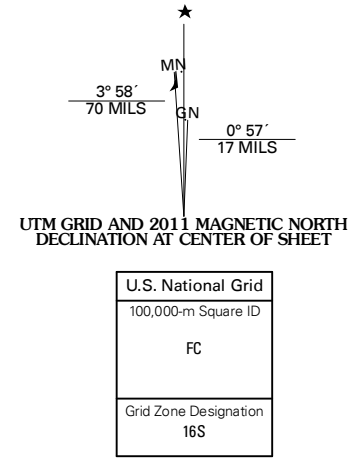 ★
MN
3° 58´
70 MILS
GN
0° 57´
17 MILS
UTM GRID AND 2011 MAGNETIC NORTH
DECLINATION AT CENTER OF SHEET
U.S. National Grid
100,000-m Square ID
FC
Grid Zone Designation
16S